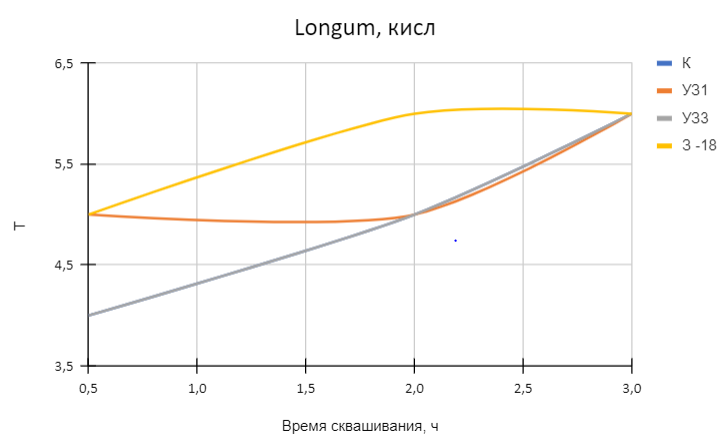 Longum, кисл
6,5
5,5
4,5
3,5
Т
0,5 1,0 1,5 2,0 2,5 3,0
Время сквашивания, ч
К
УЗ1
УЗ3
З -18